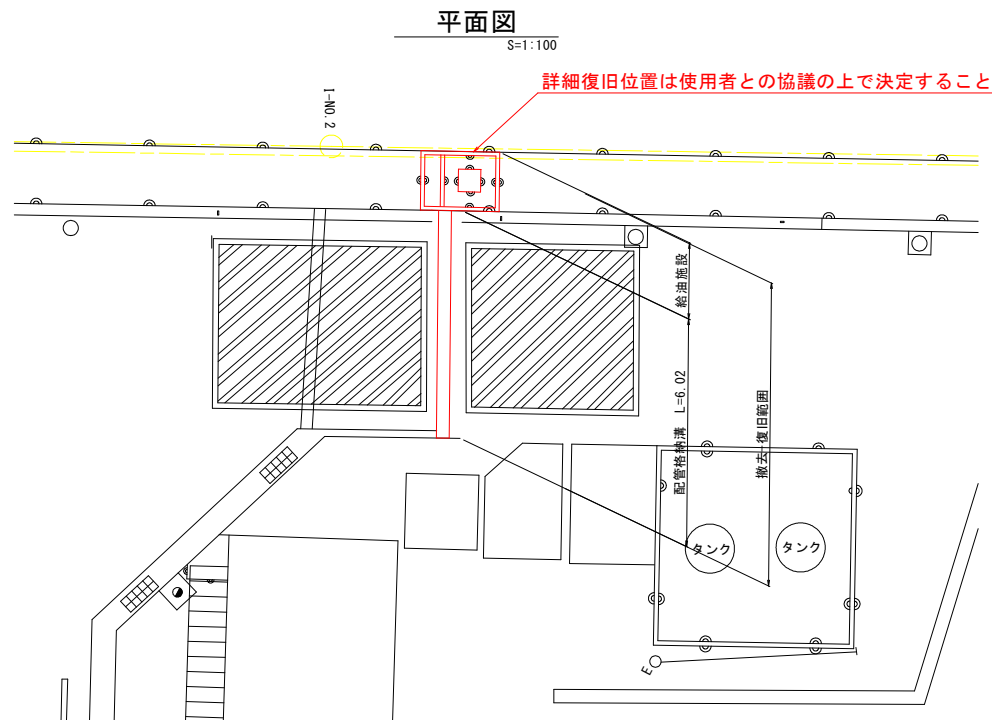 平面図
S=1:100
詳細復旧位置は使用者との協議の上で決定すること
I-NO.2
給油施設
配管格納溝 L=6.02
撤去・復旧範囲
タンク
タンク
E